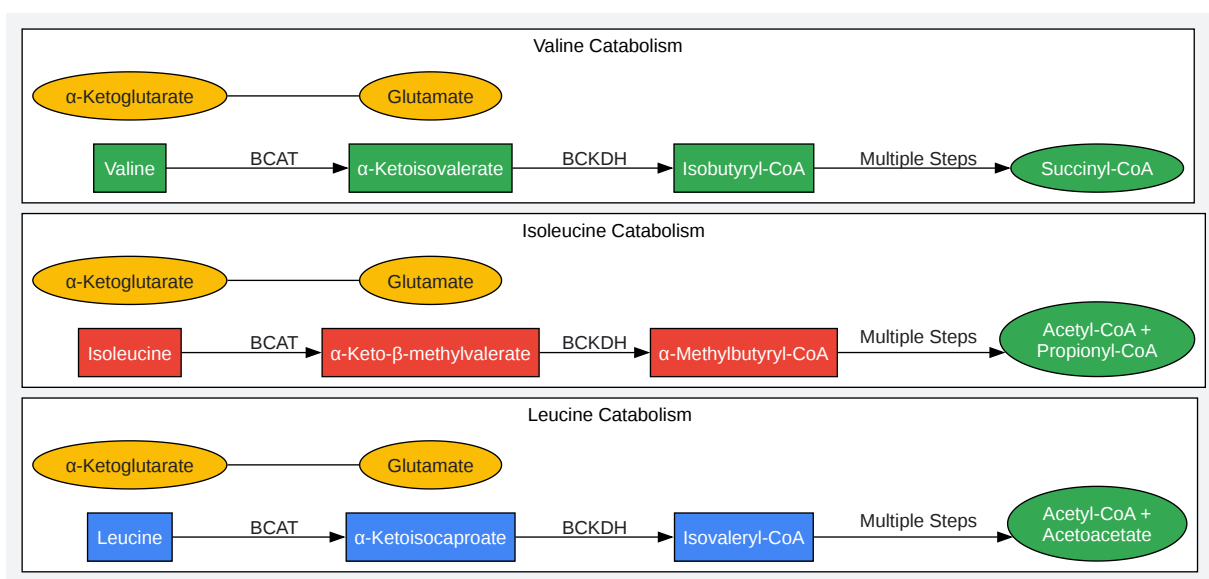 Valine Catabolism
α-Ketoglutarate
Glutamate
Valine
BCAT
α-Ketoisovalerate
BCKDH
Isobutyryl-CoA
Multiple Steps
Succinyl-CoA
Isoleucine Catabolism
α-Ketoglutarate
Glutamate
Isoleucine
BCAT
α-Keto-β-methylvalerate
BCKDH
α-Methylbutyryl-CoA
Multiple Steps
Acetyl-CoA +
Propionyl-CoA
Leucine Catabolism
α-Ketoglutarate
Glutamate
Leucine
BCAT
α-Ketoisocaproate
BCKDH
Isovaleryl-CoA
Multiple Steps
Acetyl-CoA +
Acetoacetate